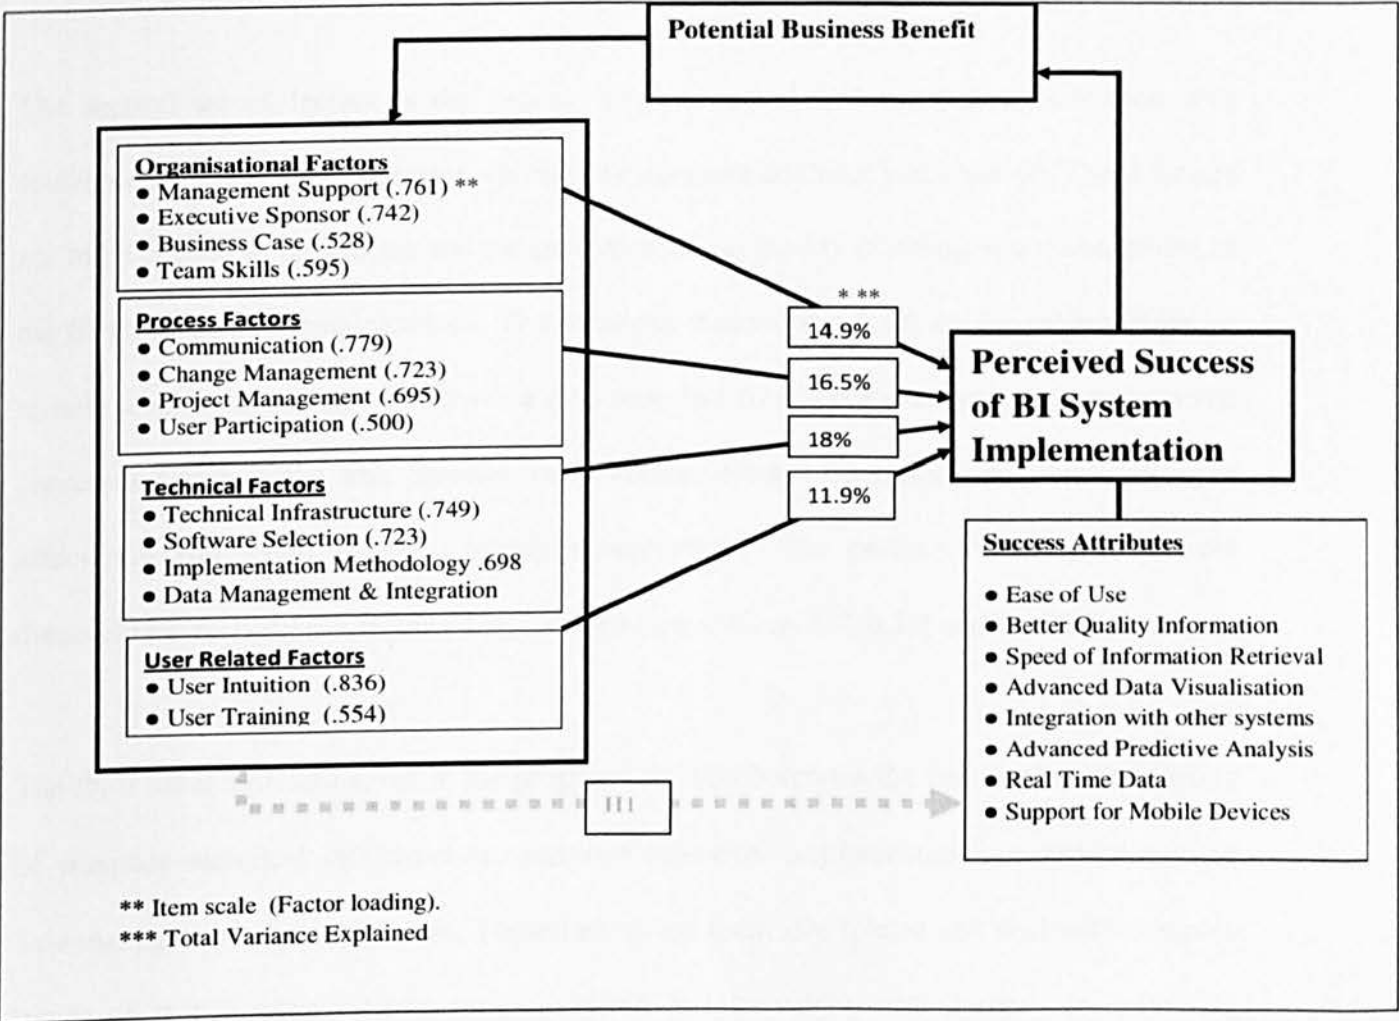 Potential Business Benefit
Organisational Factors
● Management Support (.761) **
● Executive Sponsor (.742)
● Business Case (.528)
● Team Skills (.595)
Process Factors
● Communication (.779)
● Change Management (.723)
● Project Management (.695)
● User Participation (.500)
Technical Factors
● Technical Infrastructure (.749)
● Software Selection (.723)
● Implementation Methodology .698
● Data Management & Integration
User Related Factors
● User Intuition (.836)
● User Training (.554)
* **
14.9%
16.5%
18%
11.9%
Perceived Success
of BI System
Implementation
Success Attributes
● Ease of Use
● Better Quality Information
● Speed of Information Retrieval
● Advanced Data Visualisation
● Integration with other systems
● Advanced Predictive Analysis
● Real Time Data
● Support for Mobile Devices
III
** Item scale (Factor loading).
*** Total Variance Explained